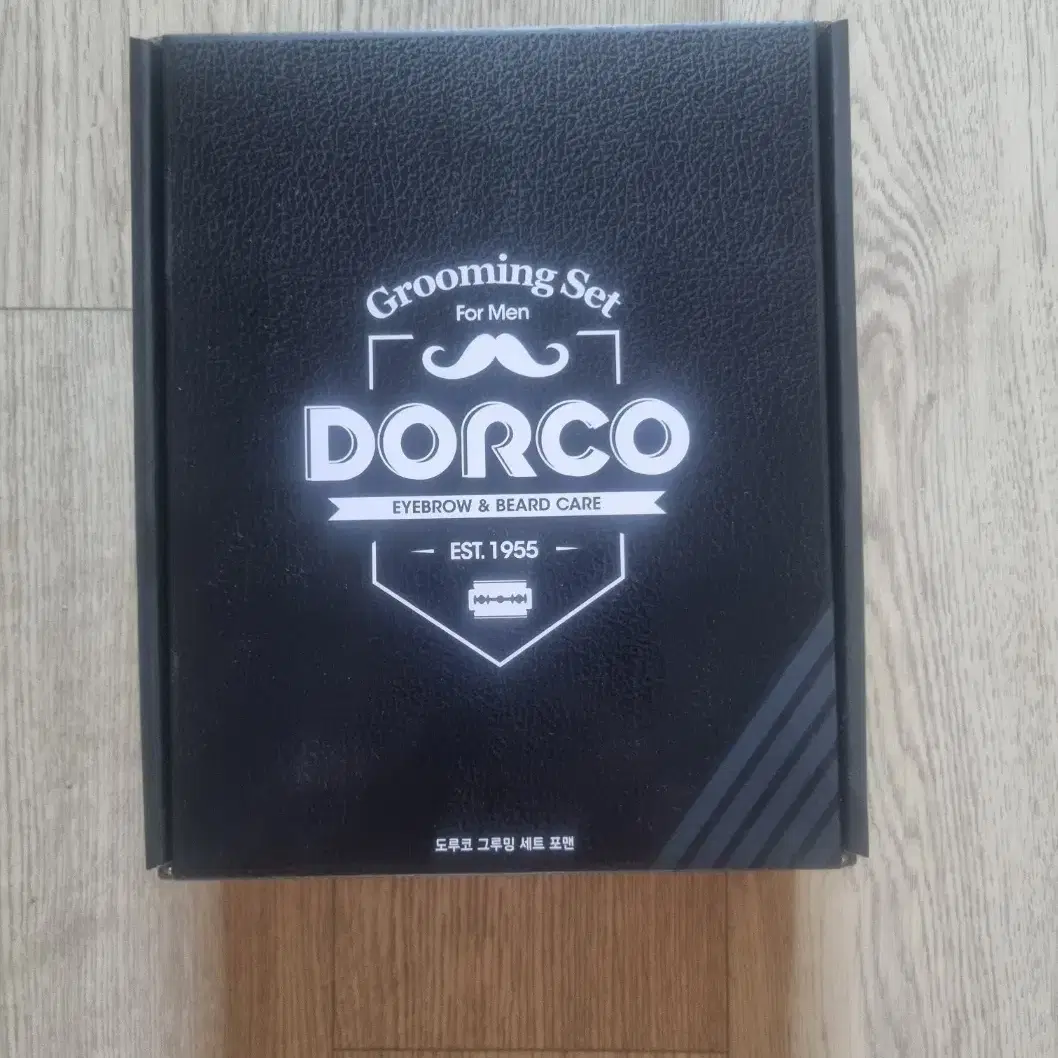 Grooming Set
For Men
DORCO
EYEBROW & BEARD CARE
EST. 1955
도루코 그루밍 세트 포맨